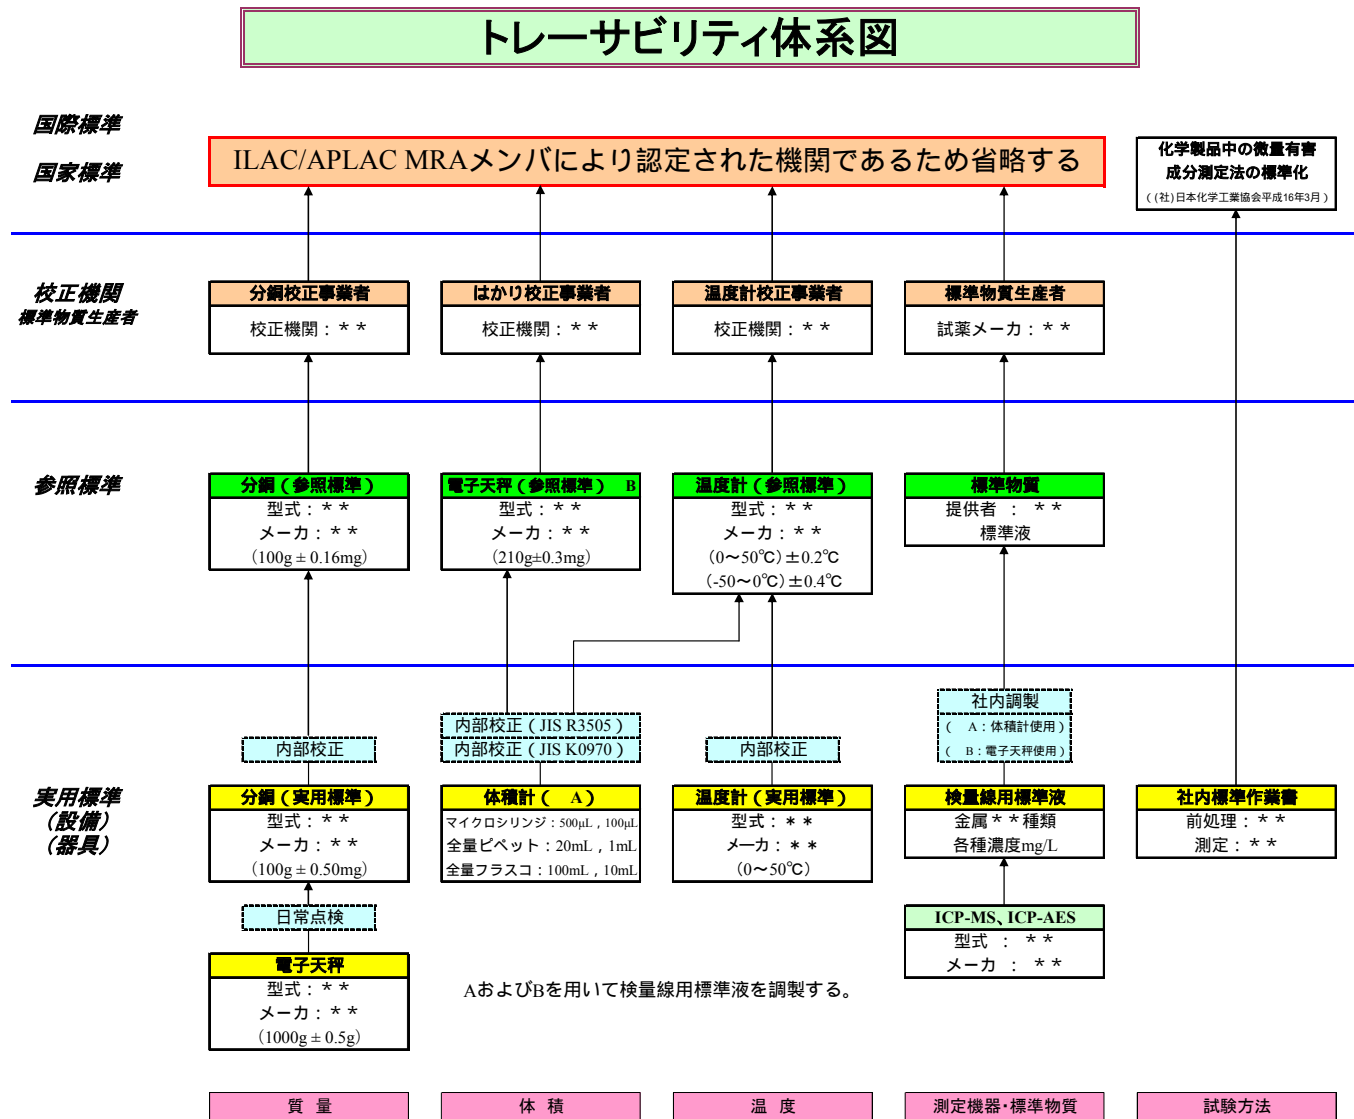 トレーサビリティ体系図
国際標準
国家標準
ILAC/APLAC MRAメンバにより認定された機関であるため省略する
化学製品中の微量有害
成分測定法の標準化
（(社)日本化学工業協会平成16年3月）
校正機関
標準物質生産者
分銅校正事業者
校正機関：＊＊
はかり校正事業者
校正機関：＊＊
温度計校正事業者
校正機関：＊＊
標準物質生産者
試薬メーカ：＊＊
参照標準
分銅（参照標準）
型式：＊＊
メーカ：＊＊
（100g ± 0.16mg）
電子天秤（参照標準） B
型式：＊＊
メーカ：＊＊
（210g±0.3mg）
温度計（参照標準）
型式：＊＊
メーカ：＊＊
（0～50℃）±0.2℃
（-50～0℃）±0.4℃
標準物質
提供者 ： ＊＊
標準液
内部校正
内部校正（JIS R3505）
内部校正（JIS K0970）
内部校正
社内調製
（ A：体積計使用）
（ B：電子天秤使用）
実用標準
（設備）
（器具）
分銅（実用標準）
型式：＊＊
メーカ：＊＊
（100g ± 0.50mg）
体積計（ A）
マイクロシリンジ：500μL，100μL
全量ピペット：20mL，1mL
全量フラスコ：100mL，10mL
温度計（実用標準）
型式：＊＊
メーカ：＊＊
（0～50℃）
検量線用標準液
金属＊＊種類
各種濃度mg/L
社内標準作業書
前処理：＊＊
測定：＊＊
日常点検
電子天秤
型式：＊＊
メーカ：＊＊
（1000g ± 0.5g）
ICP-MS、ICP-AES
型式 ： ＊＊
メーカ ： ＊＊
AおよびBを用いて検量線用標準液を調製する。
質 量
体 積
温 度
測定機器・標準物質
試験方法